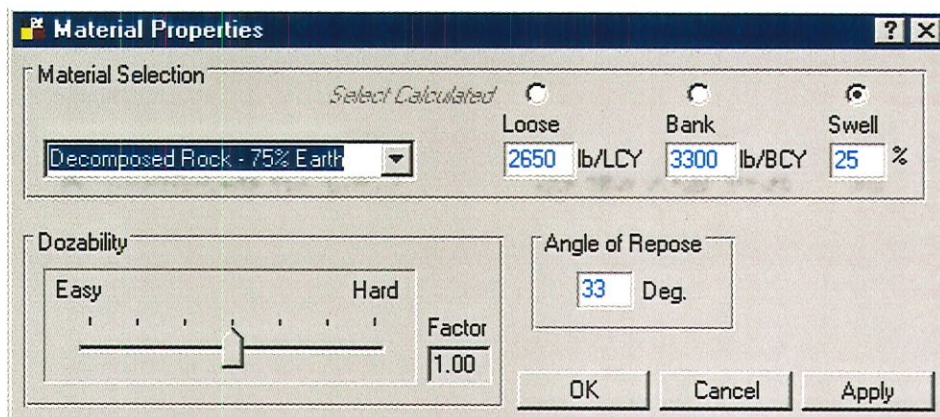 Material Properties
Material Selection
Select Calculated
Loose Bank Swell
Decomposed Rock - 75% Earth 2650 lb/LCY 3300 lb/BCY 25 %
Dozability
Angle of Repose
Easy Hard
33 Deg.
Factor
1.00
OK Cancel Apply